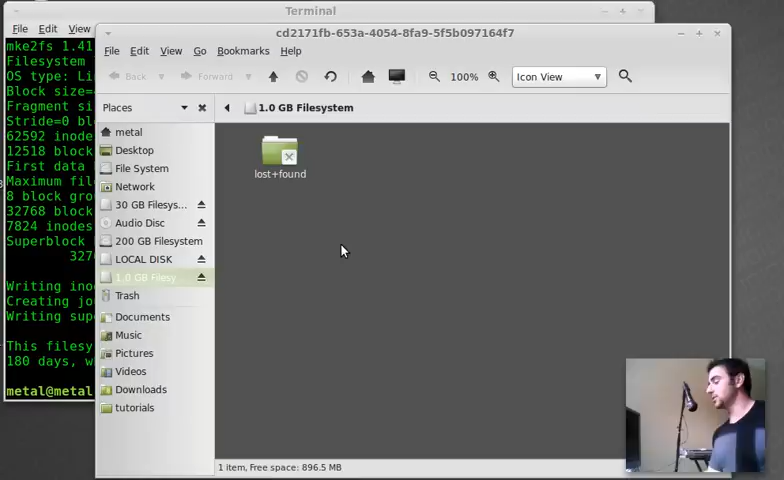 Terminal
File Edit View
mke2fs 1.41
Filesystem
OS type: Li
Block size=
Fragment si
Stride=0 bl
62592 inode
12518 block
First data
Maximum fil
8 block gro
32768 block
7824 inodes
Superblock
327
Writing ino
Creating jo
Writing sup
This filesy
180 days, w
metal@metal
cd2171fb-653a-4054-8fa9-5f5b097164f7
File Edit View Go Bookmarks Help
Back Forward 100% Icon View
Places
1.0 GB Filesystem
metal
Desktop
File System
Network
30 GB Filesys...
Audio Disc
200 GB Filesystem
LOCAL DISK
1.0 GB Filesy...
Trash
Documents
Music
Pictures
Videos
Downloads
tutorials
lost+found
1 item, Free space: 896.5 MB